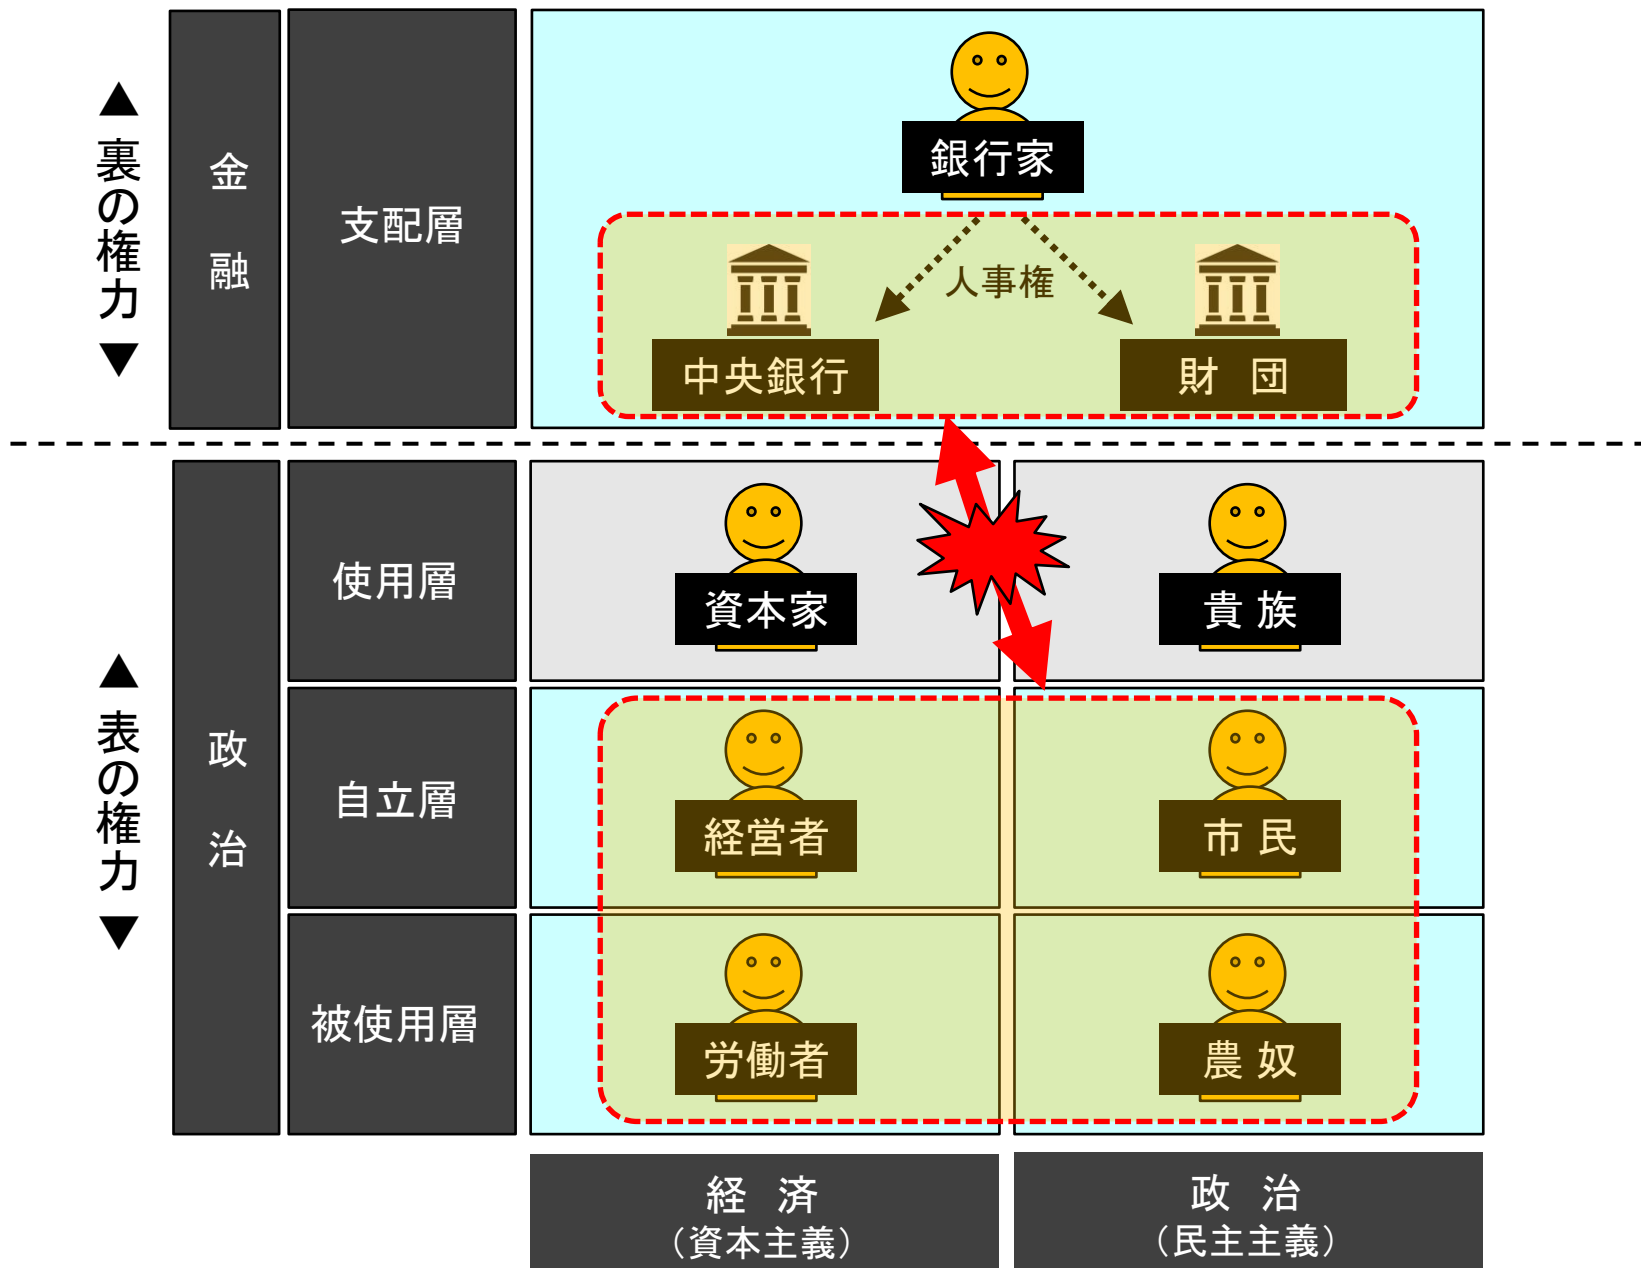 ▲裏の権力▼
金融
支配層
銀行家
人事権
中央銀行
財 団
▲表の権力▼
政治
使用層
資本家
貴 族
自立層
経営者
市 民
被使用層
労働者
農 奴
経 済
（資本主義）
政 治
（民主主義）